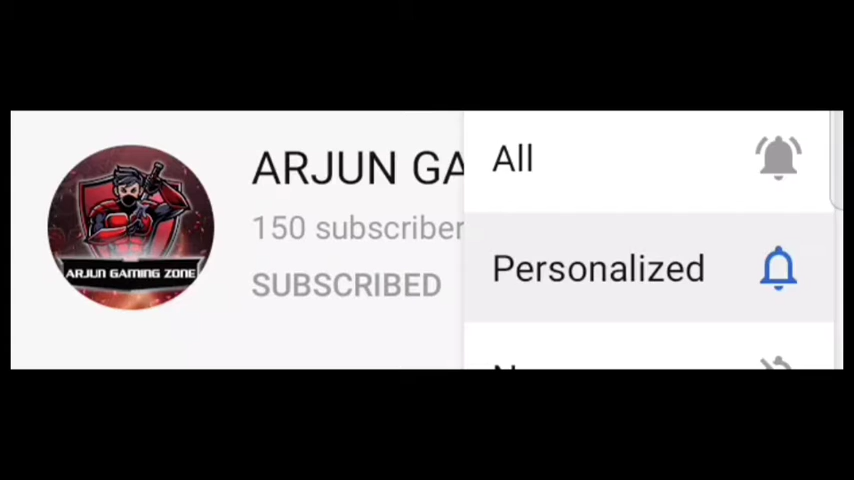 ARJUN GA
150 subscriber
SUBSCRIBED
ARJUN GAMING ZONE
All
Personalized